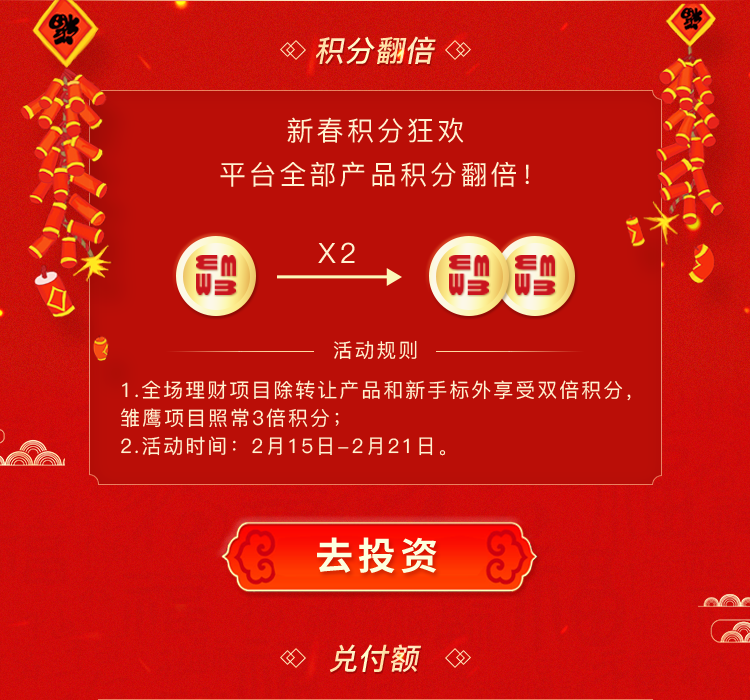 积分翻倍
新春积分狂欢
平台全部产品积分翻倍！
X2
活动规则
1.全场理财项目除转让产品和新手标外享受双倍积分，
雏鹰项目照常3倍积分；
2.活动时间：2月15日-2月21日。
去投资
兑付额